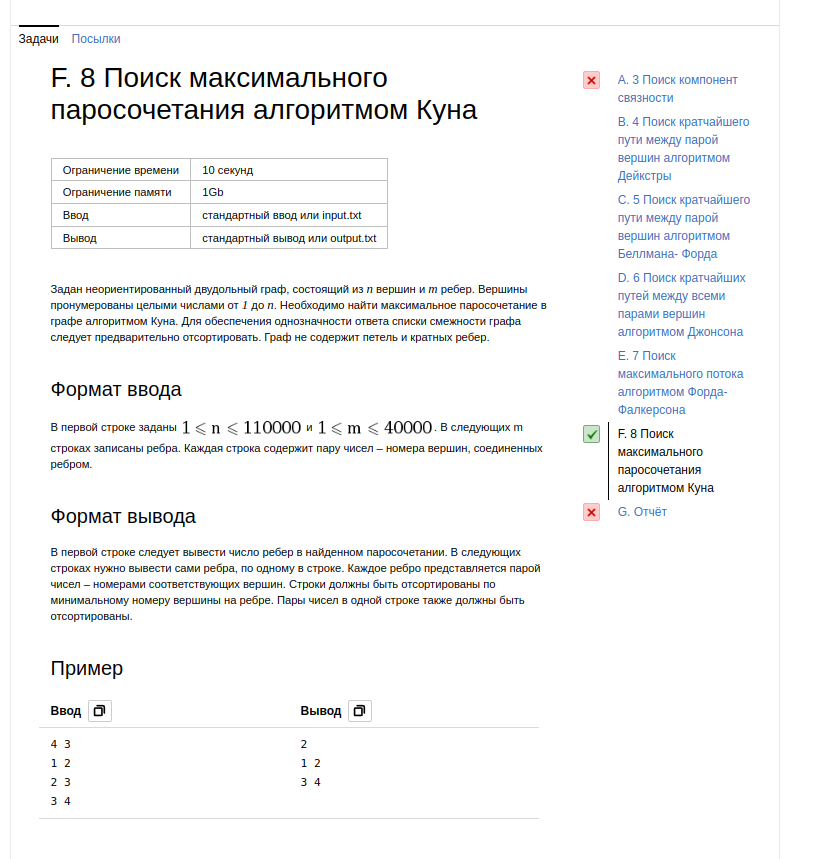 Задачи Посылки
F. 8 Поиск максимального
паросочетания алгоритмом Куна
Ограничение времени 10 секунд
Ограничение памяти 1Gb
Ввод стандартный ввод или input.txt
Вывод стандартный вывод или output.txt
Задан неориентированный двудольный граф, состоящий из n вершин и m ребер. Вершины
пронумерованы целыми числами от 1 до n. Необходимо найти максимальное паросочетание в
графе алгоритмом Куна. Для обеспечения однозначности ответа списки смежности графа
следует предварительно отсортировать. Граф не содержит петель и кратных ребер.
Формат ввода
В первой строке заданы 1 ⩽ n ⩽ 110000 и 1 ⩽ m ⩽ 40000. В следующих m
строках записаны ребра. Каждая строка содержит пару чисел – номера вершин, соединенных
ребром.
Формат вывода
В первой строке следует вывести число ребер в найденном паросочетании. В следующих
строках нужно вывести сами ребра, по одному в строке. Каждое ребро представляется парой
чисел – номерами соответствующих вершин. Строки должны быть отсортированы по
минимальному номеру вершины на ребре. Пары чисел в одной строке также должны быть
отсортированы.
Пример
Ввод Вывод
4 3 2
1 2 1 2
2 3 3 4
3 4
A. 3 Поиск компонент
связности
B. 4 Поиск кратчайшего
пути между парой
вершин алгоритмом
Дейкстры
C. 5 Поиск кратчайшего
пути между парой
вершин алгоритмом
Беллмана- Форда
D. 6 Поиск кратчайших
путей между всеми
парами вершин
алгоритмом Джонсона
E. 7 Поиск
максимального потока
алгоритмом Форда-
Фалкерсона
F. 8 Поиск
максимального
паросочетания
алгоритмом Куна
G. Отчёт